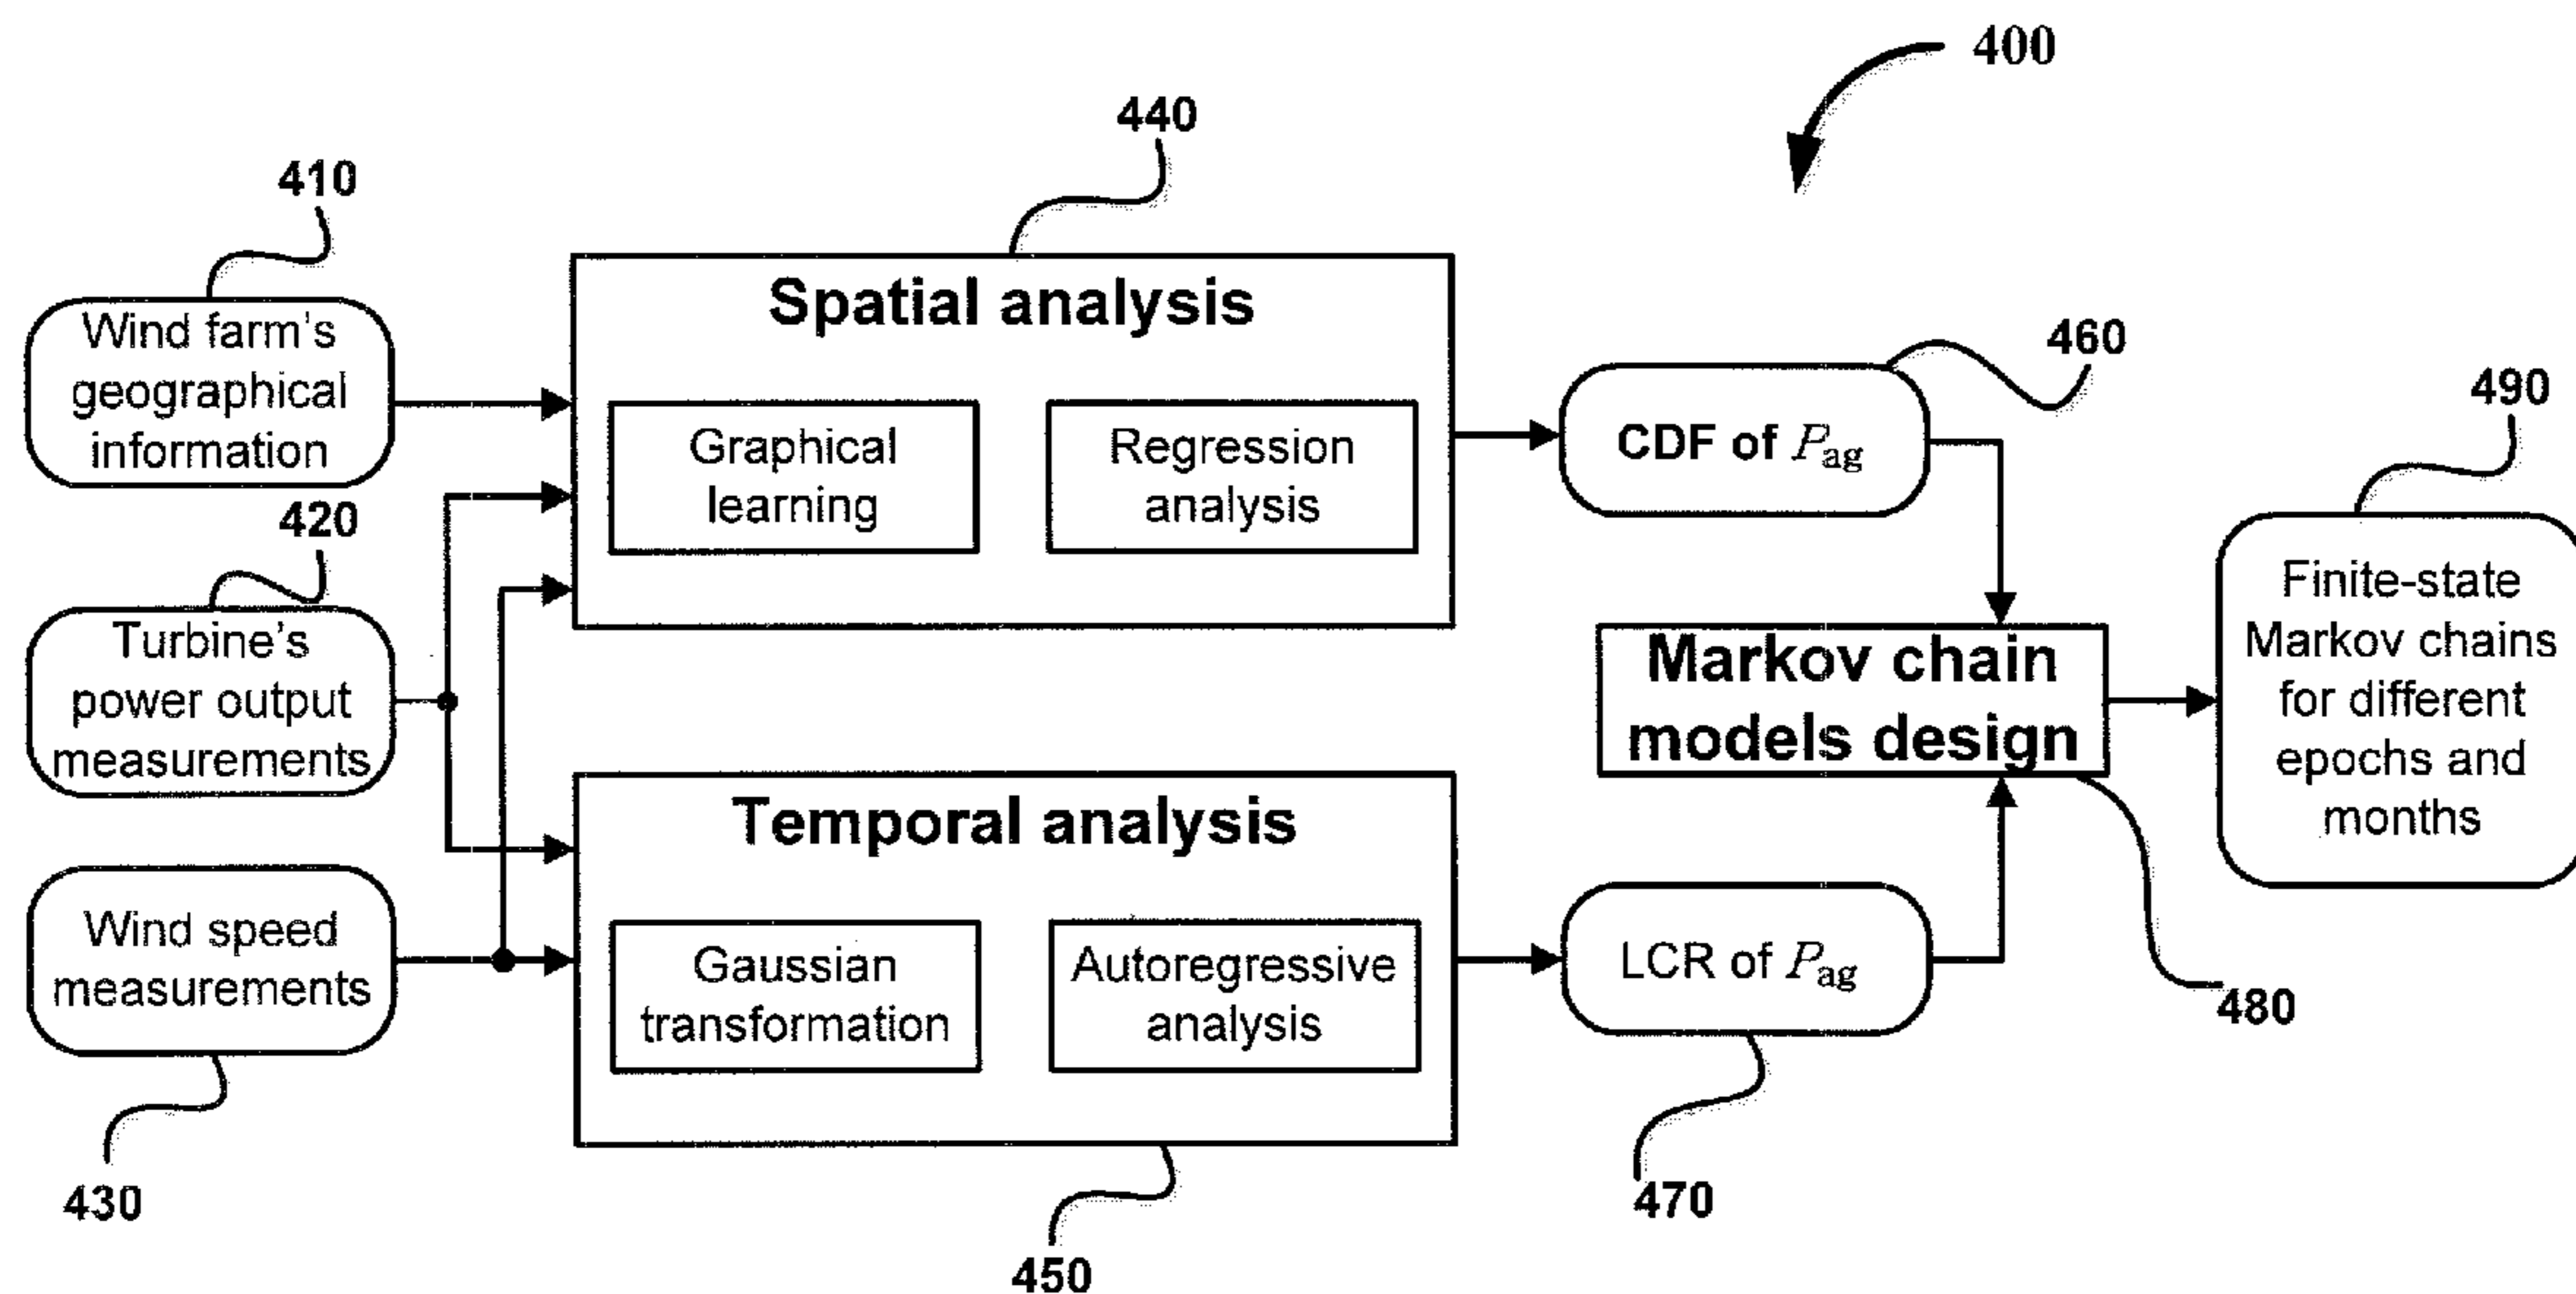 400
440
410
Wind farm's
geographical
information
Spatial analysis
Graphical
learning
Regression
analysis
460
CDF of P_ag
490
Finite-state
Markov chains
for different
epochs and
months
420
Turbine's
power output
measurements
Markov chain
models design
480
Temporal analysis
Gaussian
transformation
Autoregressive
analysis
Wind speed
measurements
430
LCR of P_ag
470
450